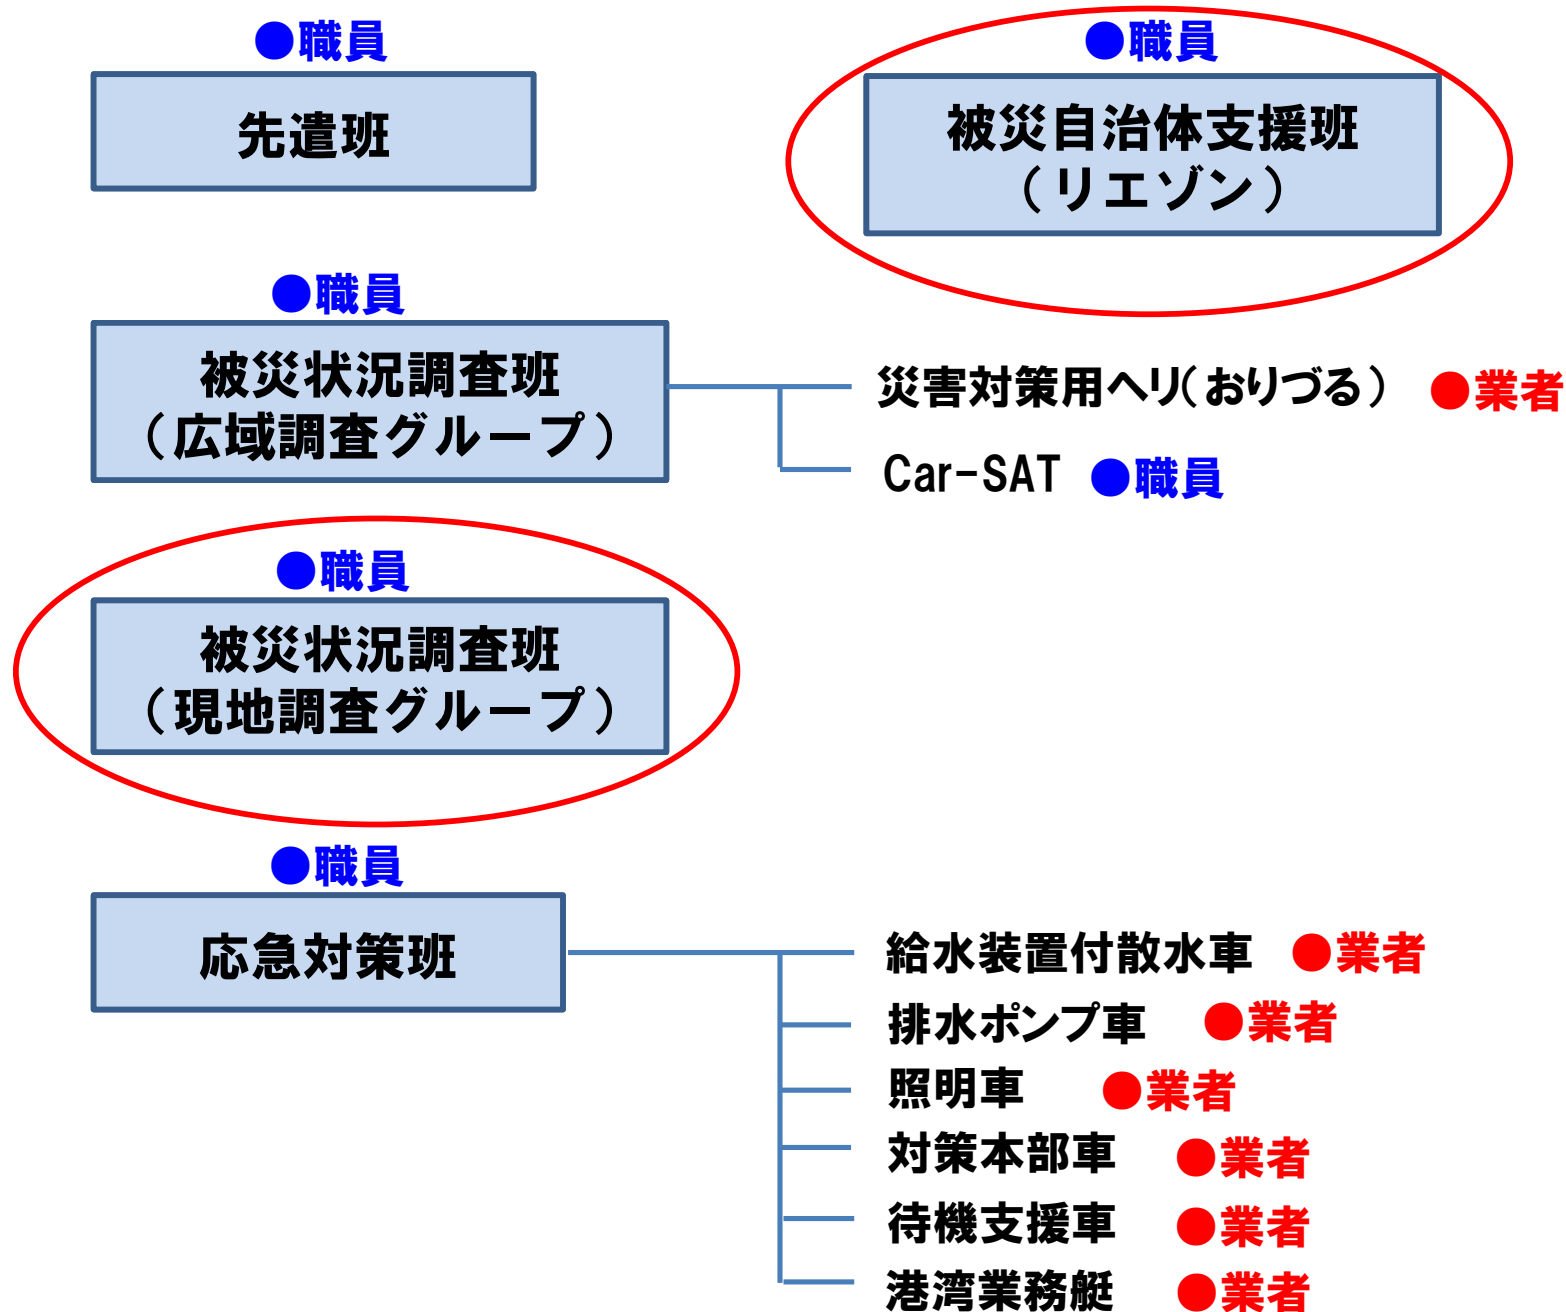 ●職員
先遣班
●職員
被災自治体支援班
（リエゾン）
●職員
被災状況調査班
（広域調査グループ）
災害対策用ヘリ（おりづる） ●業者
Car-SAT ●職員
●職員
被災状況調査班
（現地調査グループ）
●職員
応急対策班
給水装置付散水車 ●業者
排水ポンプ車 ●業者
照明車 ●業者
対策本部車 ●業者
待機支援車 ●業者
港湾業務艇 ●業者